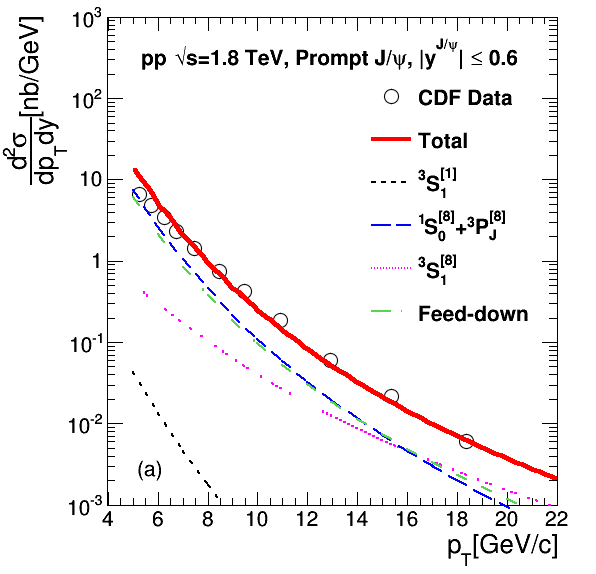 d²σ/dp_Tdy [nb/GeV]
10³
10²
10
1
10⁻¹
10⁻²
10⁻³
pp √s=1.8 TeV, Prompt J/ψ, |y^{J/ψ}| ≤ 0.6
CDF Data
Total
³S₁^{[1]}
¹S₀^{[8]}+³P_J^{[8]}
³S₁^{[8]}
Feed-down
(a)
4 6 8 10 12 14 16 18 20 22
p_T[GeV/c]